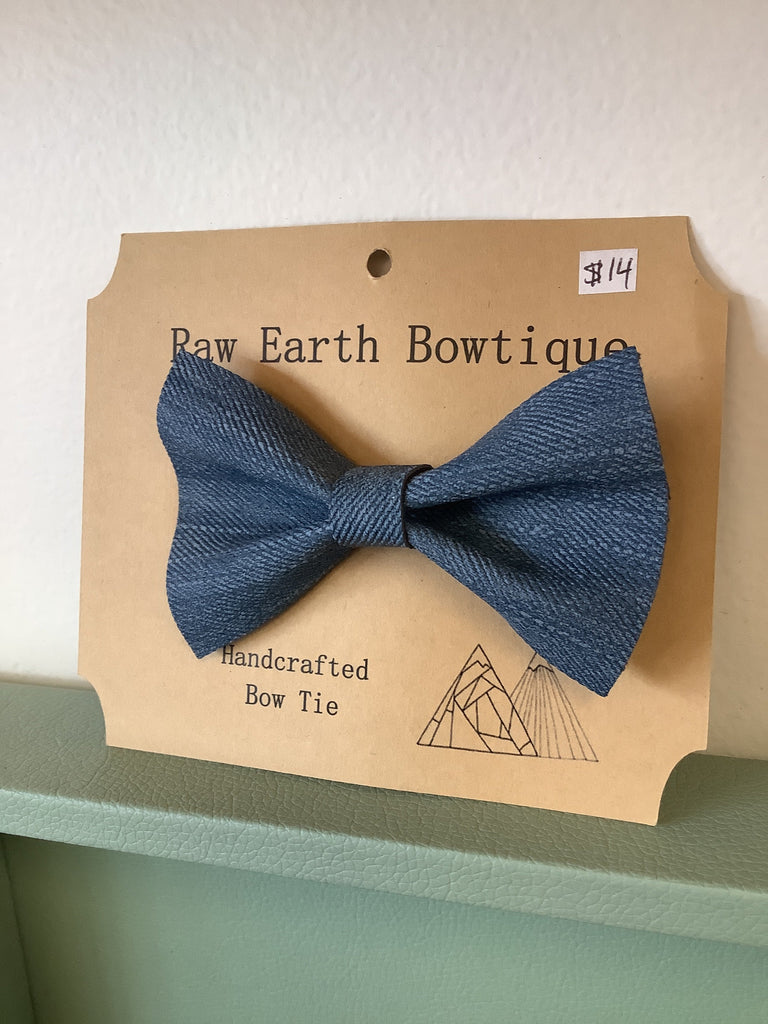 $14
Raw Earth Bowtique
Handcrafted
Bow Tie